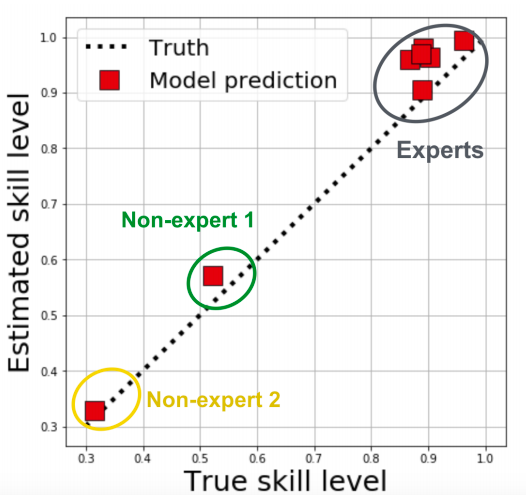 Truth
Model prediction
Experts
Non-expert 1
Non-expert 2
Estimated skill level
1.0
0.9
0.8
0.7
0.6
0.5
0.4
0.3
0.3 0.4 0.5 0.6 0.7 0.8 0.9 1.0
True skill level